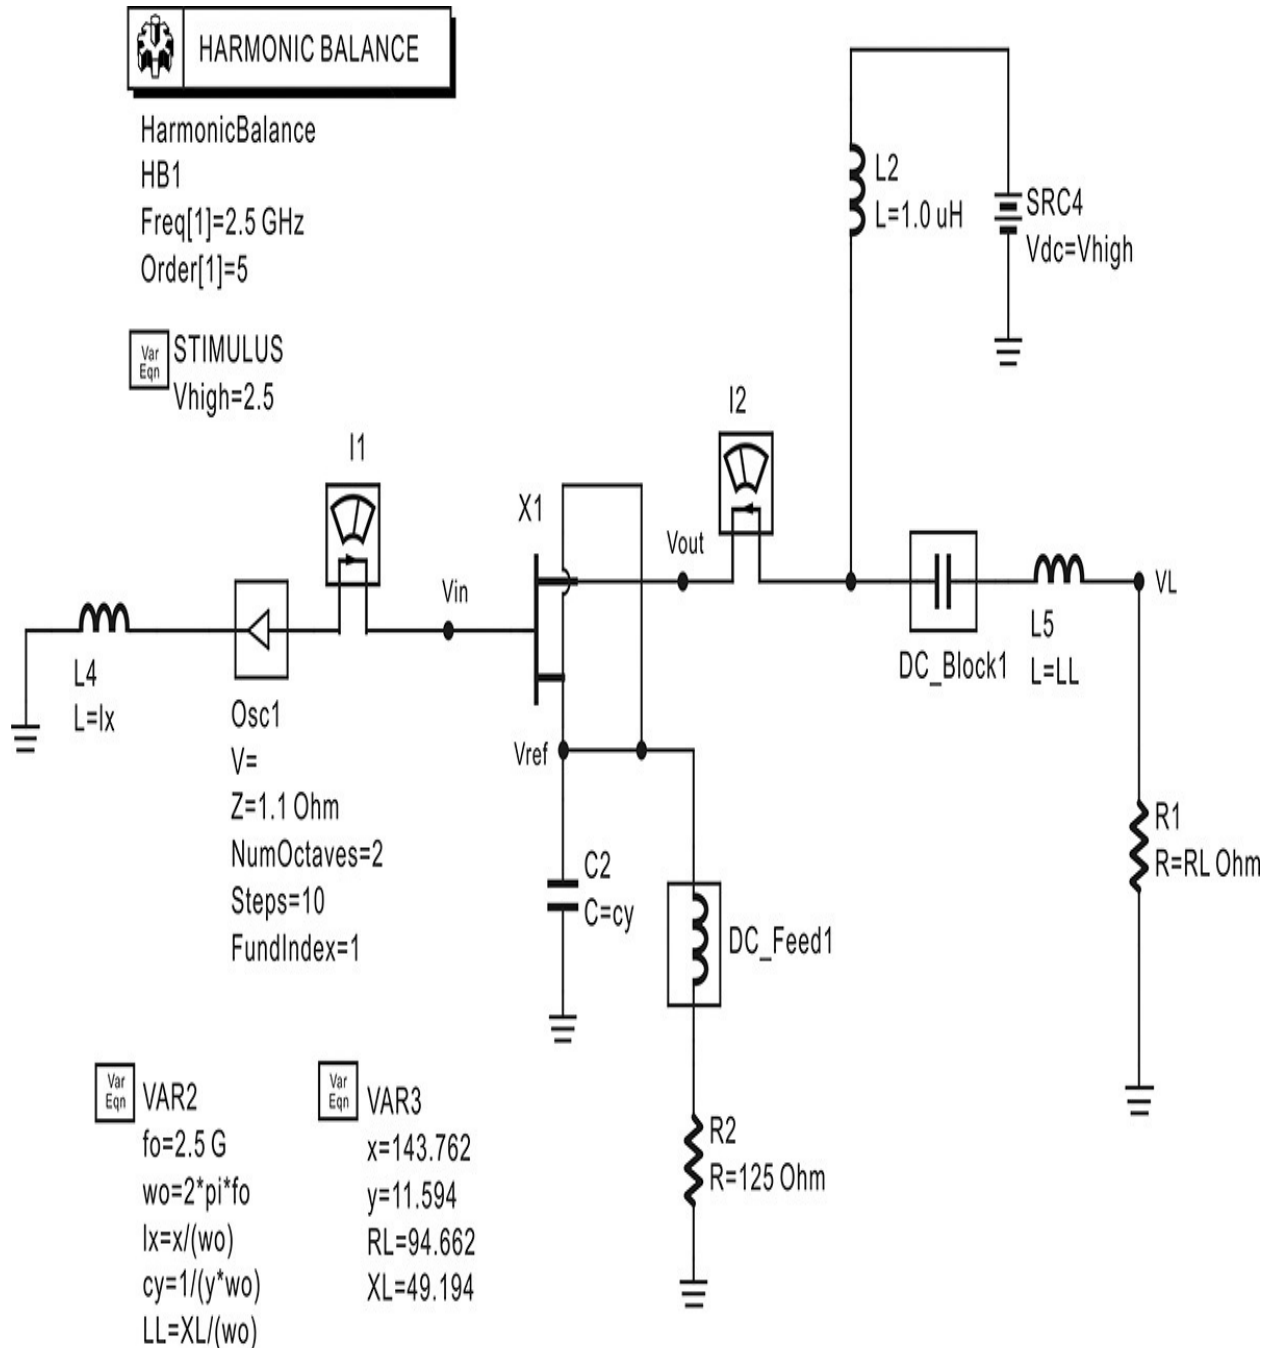 HARMONIC BALANCE
HarmonicBalance
HB1
Freq[1]=2.5 GHz
Order[1]=5
Var
Eqn
STIMULUS
Vhigh=2.5
L2
L=1.0 uH
SRC4
Vdc=Vhigh
I1
I2
X1
Vin
Vout
VL
L4
L=lx
Osc1
V=
Z=1.1 Ohm
NumOctaves=2
Steps=10
FundIndex=1
Vref
DC_Block1
L5
L=LL
C2
C=cy
DC_Feed1
R1
R=RL Ohm
R2
R=125 Ohm
Var
Eqn
VAR2
fo=2.5 G
wo=2*pi*fo
lx=x/(wo)
cy=1/(y*wo)
LL=XL/(wo)
Var
Eqn
VAR3
x=143.762
y=11.594
RL=94.662
XL=49.194